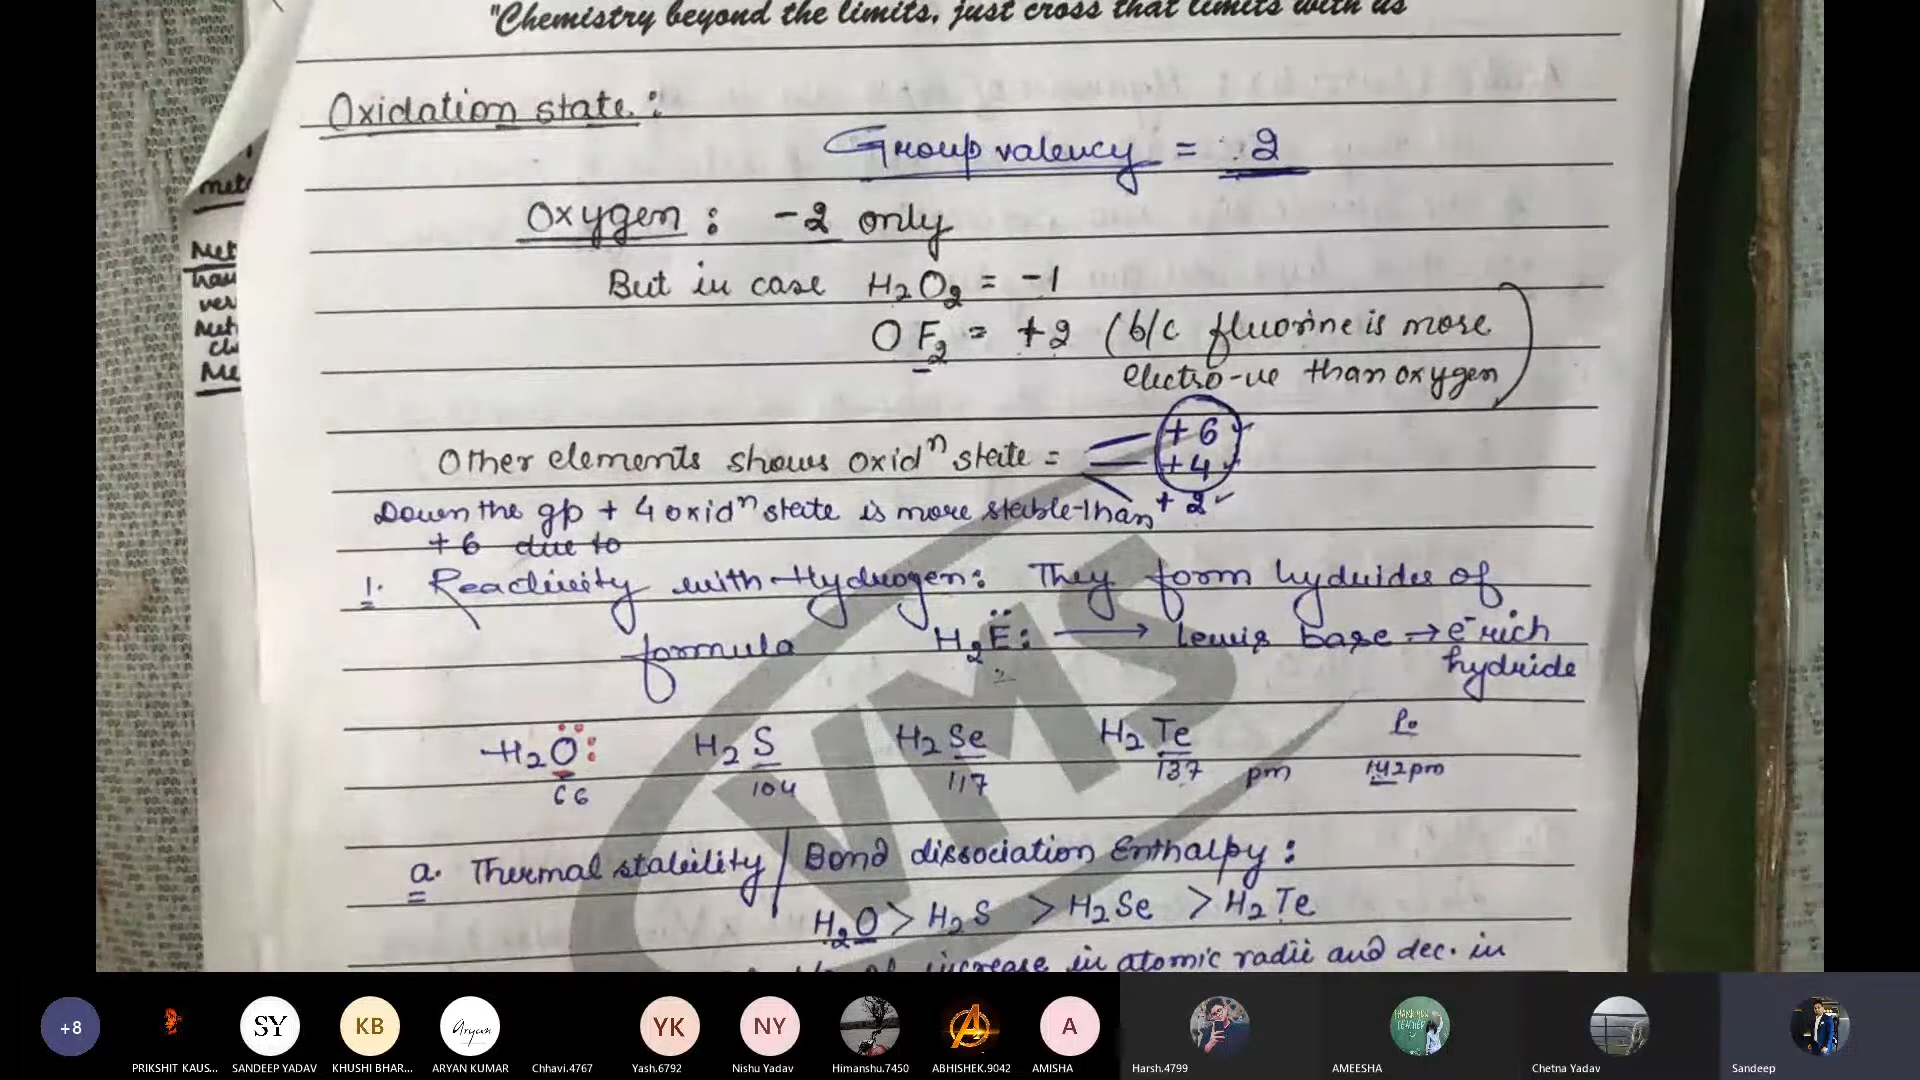 "Chemistry beyond the limits, just cross that limits with us
Oxidation state :
Group valency = 2
Oxygen : -2 only
But in case H2O2 = -1
OF2 = +2 (b/c fluorine is more
electro-ve than oxygen)
+6
Other elements shows oxidn state = +4
Down the gp +4 oxidn state is more stable than +2
+6 due to
1. Reactivity with Hydrogen: They form hydrides of
formula H2E: → lewis base → e- rich
hydride
H2O: H2S H2Se H2Te Po
66 104 117 137 pm 142pm
a. Thermal stability / Bond dissociation Enthalpy :
H2O > H2S > H2Se > H2Te
increase in atomic radii and dec. in
VMS
Met
ver
Me
+8 SY KB Aryan YK NY A
PRIKSHIT KAUS... SANDEEP YADAV KHUSHI BHAR... ARYAN KUMAR Chhavi.4767 Yash.6792 Nishu Yadav Himanshu.7450 ABHISHEK.9042 AMISHA Harsh.4799 AMEESHA Chetna Yadav Sandeep